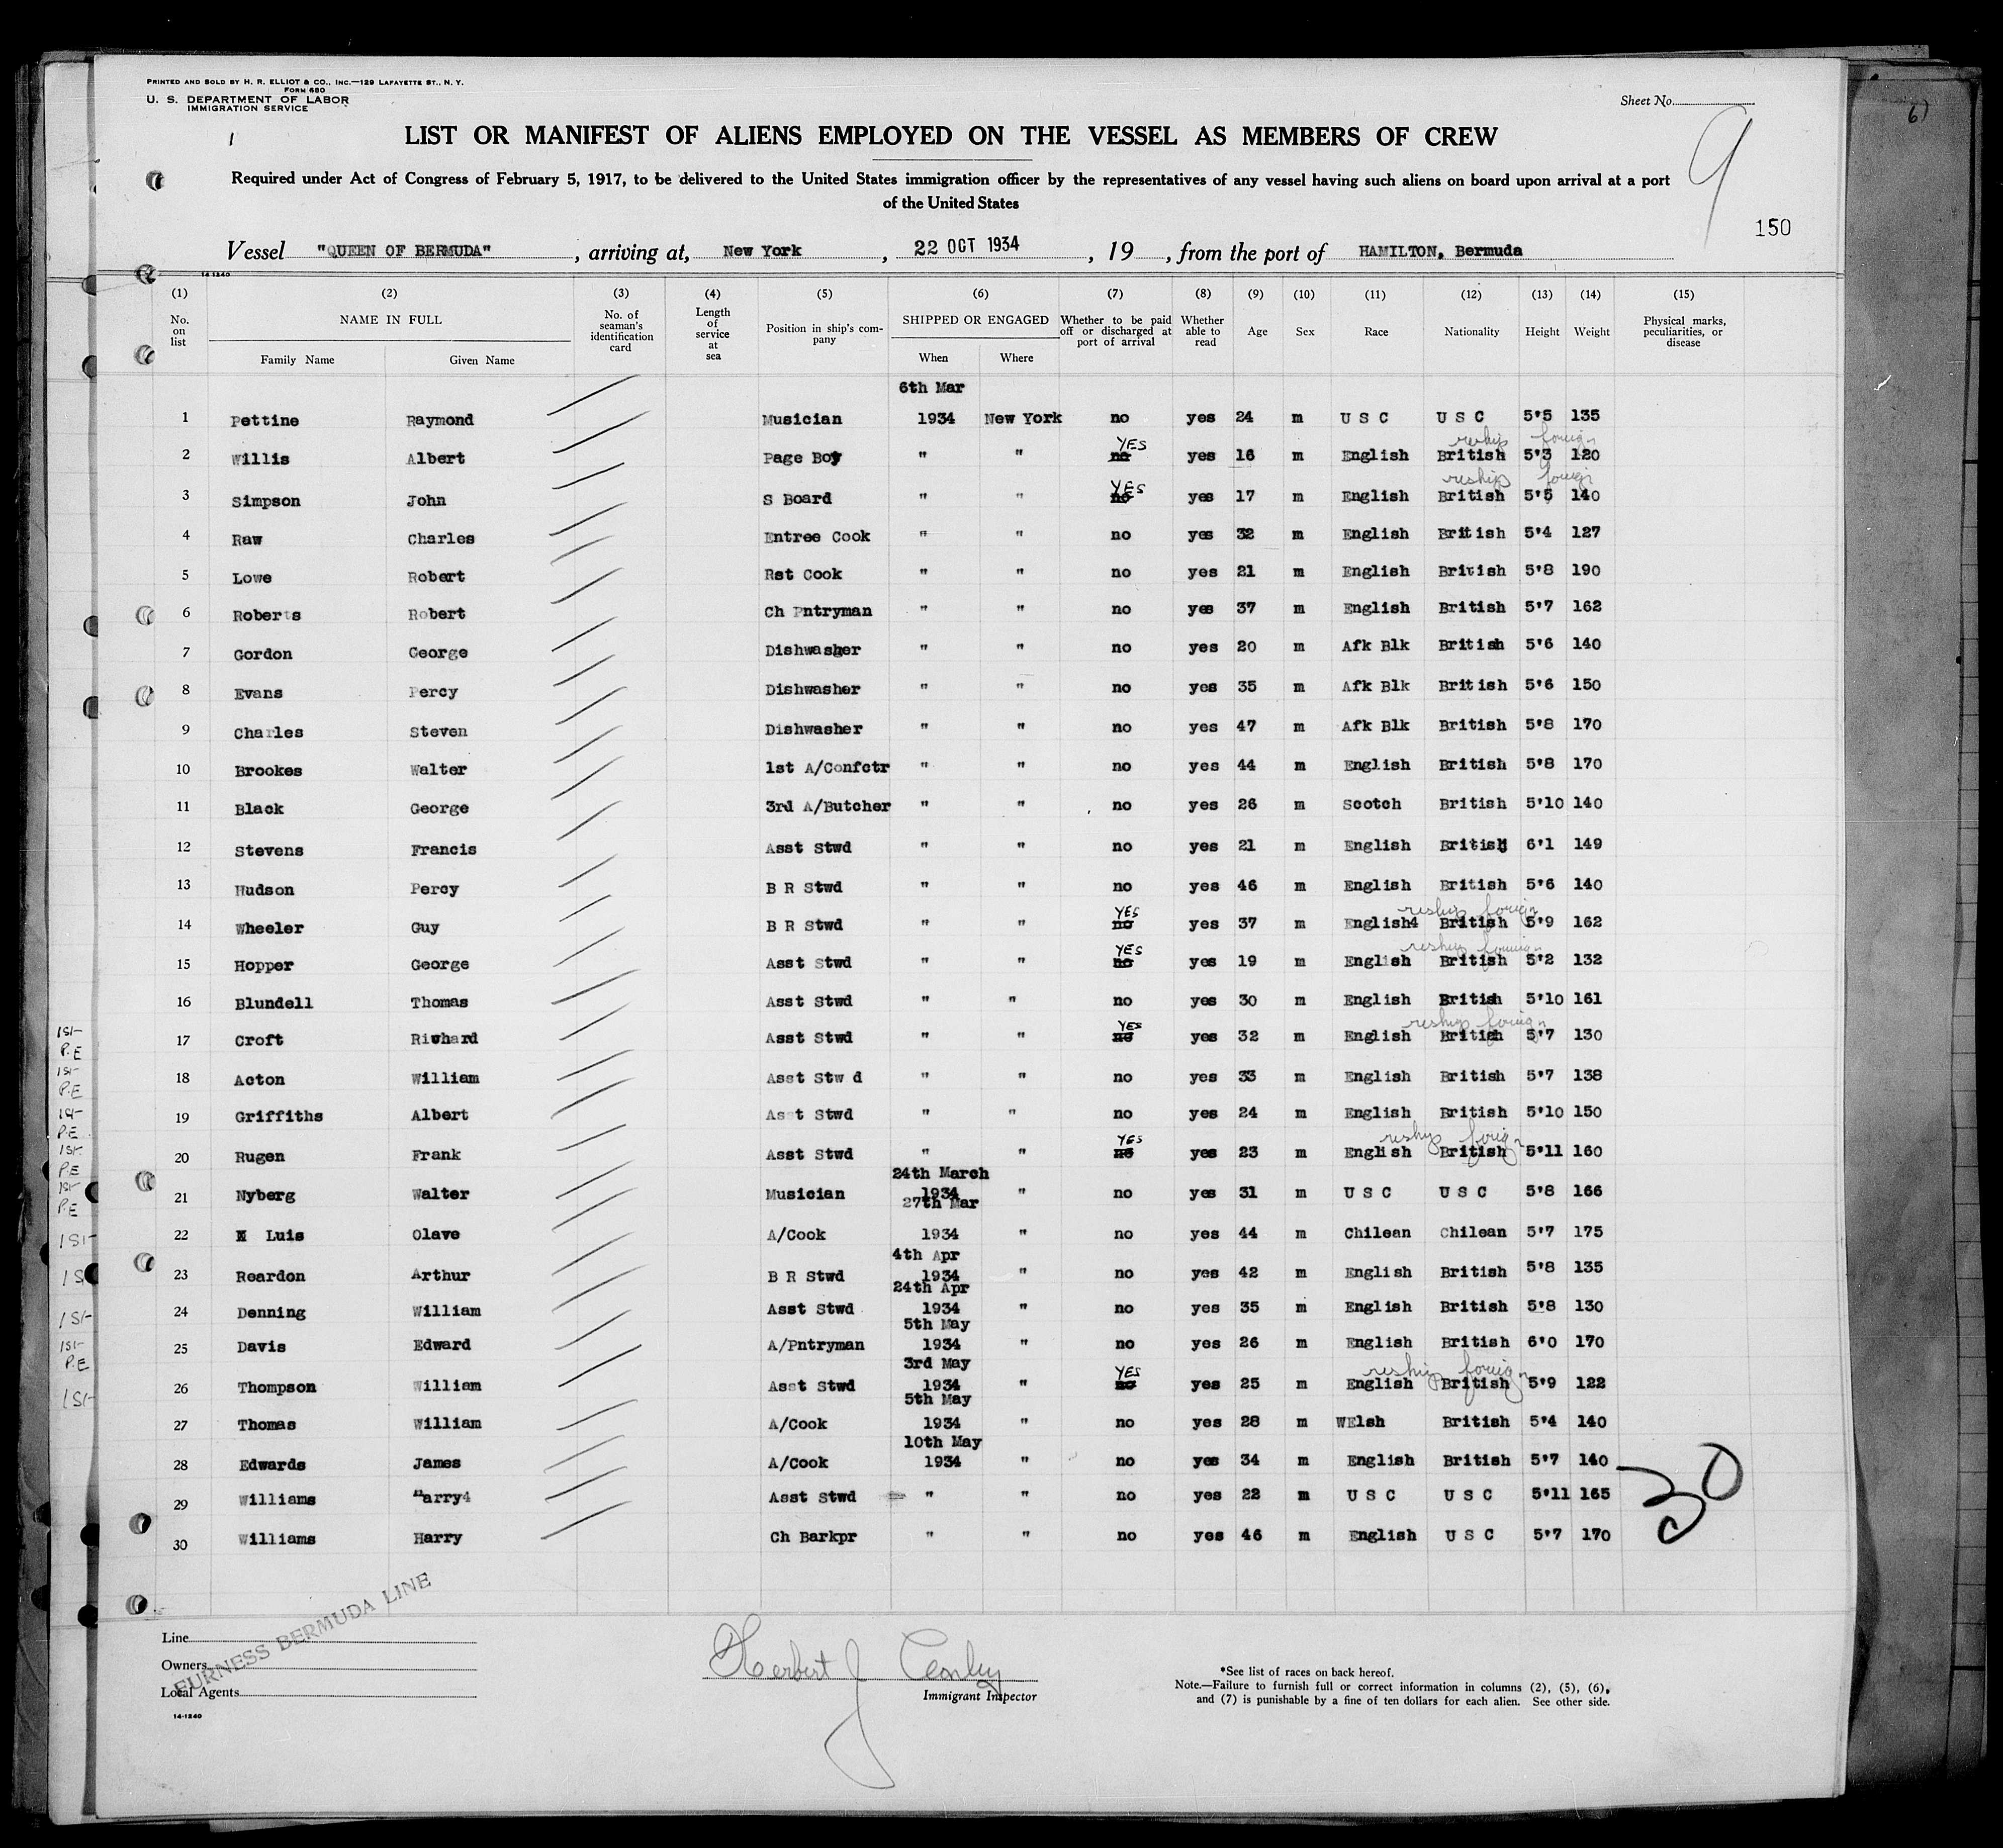 PRINTED AND SOLD BY H. R. ELLIOT & CO., INC.—129 LAFAYETTE ST., N. Y.
FORM 680
U. S. DEPARTMENT OF LABOR
IMMIGRATION SERVICE
Sheet No.
9
LIST OR MANIFEST OF ALIENS EMPLOYED ON THE VESSEL AS MEMBERS OF CREW
Required under Act of Congress of February 5, 1917, to be delivered to the United States immigration officer by the representatives of any vessel having such aliens on board upon arrival at a port
of the United States
150
Vessel "QUEEN OF BERMUDA", arriving at, New York, 22 OCT 1934, 19 , from the port of HAMILTON, Bermuda
14-1240
(1) (2) (3) (4) (5) (6) (7) (8) (9) (10) (11) (12) (13) (14) (15)
No. on list NAME IN FULL Family Name Given Name No. of seaman's identification card Length of service at sea Position in ship's company SHIPPED OR ENGAGED When Where Whether to be paid off or discharged at port of arrival Whether able to read Age Sex Race Nationality Height Weight Physical marks, peculiarities, or disease
6th Mar
1 Pettine Raymond Musician 1934 New York no yes 24 m U S C U S C 5'5 135
YES reship foreign
2 Willis Albert Page Boy " " no yes 16 m English British 5'3 120
YES reship foreign
3 Simpson John S Board " " no yes 17 m English British 5'5 140
4 Raw Charles Entree Cook " " no yes 32 m English British 5'4 127
5 Lowe Robert Rst Cook " " no yes 21 m English British 5'8 190
6 Roberts Robert Ch Pntryman " " no yes 37 m English British 5'7 162
7 Gordon George Dishwasher " " no yes 20 m Afk Blk British 5'6 140
8 Evans Percy Dishwasher " " no yes 35 m Afk Blk British 5'6 150
9 Charles Steven Dishwasher " " no yes 47 m Afk Blk British 5'8 170
10 Brookes Walter 1st A/Confctr " " no yes 44 m English British 5'8 170
11 Black George 3rd A/Butcher " " no yes 26 m Scotch British 5'10 140
12 Stevens Francis Asst Stwd " " no yes 21 m English British 6'1 149
13 Hudson Percy B R Stwd " " no yes 46 m English British 5'6 140
YES reship foreign
14 Wheeler Guy B R Stwd " " no yes 37 m English4 British 5'9 162
YES reship foreign
15 Hopper George Asst Stwd " " no yes 19 m English British 5'2 132
16 Blundell Thomas Asst Stwd " " no yes 30 m English British 5'10 161
YES reship foreign
17 Croft Rivhard Asst Stwd " " no yes 32 m English British 5'7 130
18 Acton William Asst Stw d " " no yes 33 m English British 5'7 138
19 Griffiths Albert Asst Stwd " " no yes 24 m English British 5'10 150
YES reship foreign
20 Rugen Frank Asst Stwd " " no yes 23 m English British 5'11 160
24th March
21 Nyberg Walter Musician 1934 " no yes 31 m U S C U S C 5'8 166
27th Mar
22 Luis Olave A/Cook 1934 " no yes 44 m Chilean Chilean 5'7 175
4th Apr
23 Reardon Arthur B R Stwd 1934 " no yes 42 m English British 5'8 135
24th Apr
24 Denning William Asst Stwd 1934 " no yes 35 m English British 5'8 130
5th May
25 Davis Edward A/Pntryman 1934 " no yes 26 m English British 6'0 170
3rd May YES reship foreign
26 Thompson William Asst Stwd 1934 " no yes 25 m English British 5'9 122
5th May
27 Thomas William A/Cook 1934 " no yes 28 m WElsh British 5'4 140
10th May
28 Edwards James A/Cook 1934 " no yes 34 m English British 5'7 140
29 Williams Harry4 Asst Stwd " " no yes 22 m U S C U S C 5'11 165
30 Williams Harry Ch Barkpr " " no yes 46 m English U S C 5'7 170
30
FURNESS BERMUDA LINE
Line
Owners
Local Agents
14-1240
Herbert J
Immigrant Inspector
*See list of races on back hereof.
Note.—Failure to furnish full or correct information in columns (2), (5), (6),
and (7) is punishable by a fine of ten dollars for each alien. See other side.